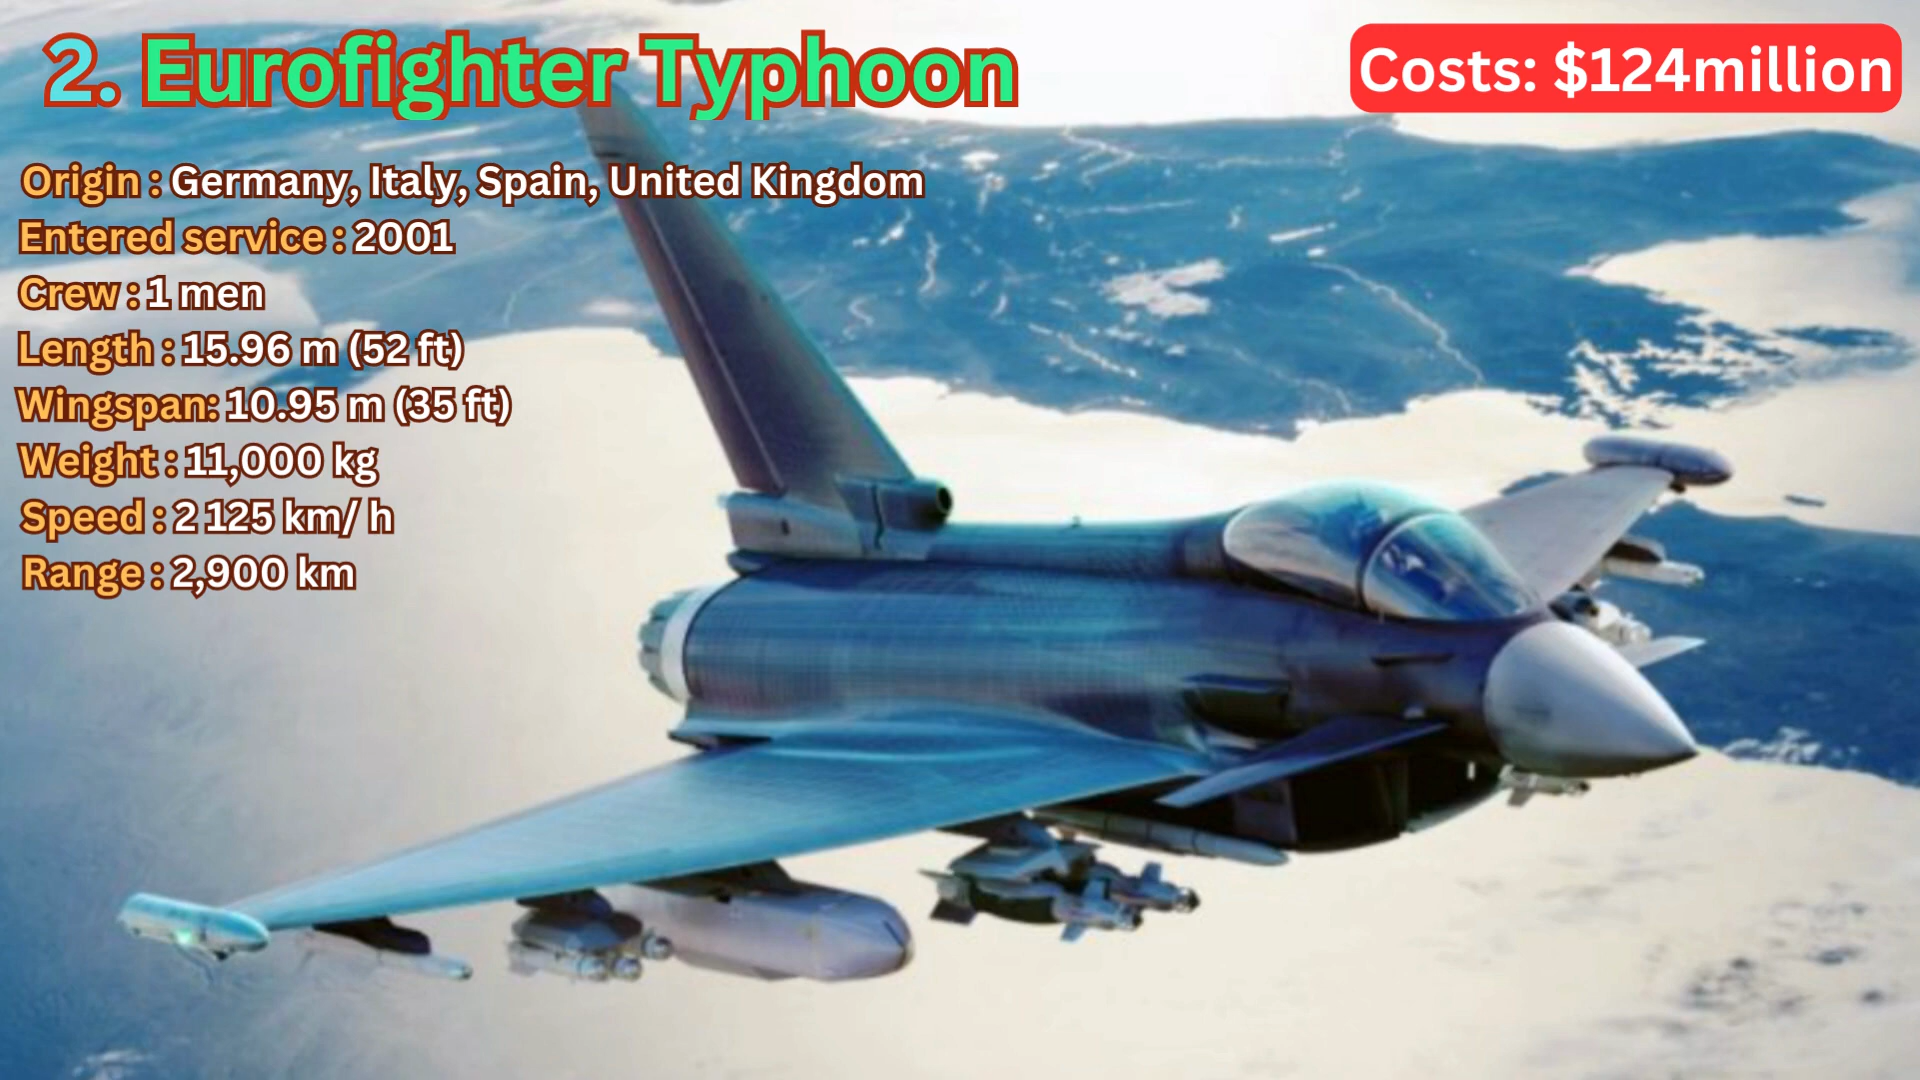 2. Eurofighter Typhoon
Costs: $124million
Origin : Germany, Italy, Spain, United Kingdom
Entered service : 2001
Crew : 1 men
Length : 15.96 m (52 ft)
Wingspan: 10.95 m (35 ft)
Weight : 11,000 kg
Speed : 2 125 km/ h
Range : 2,900 km